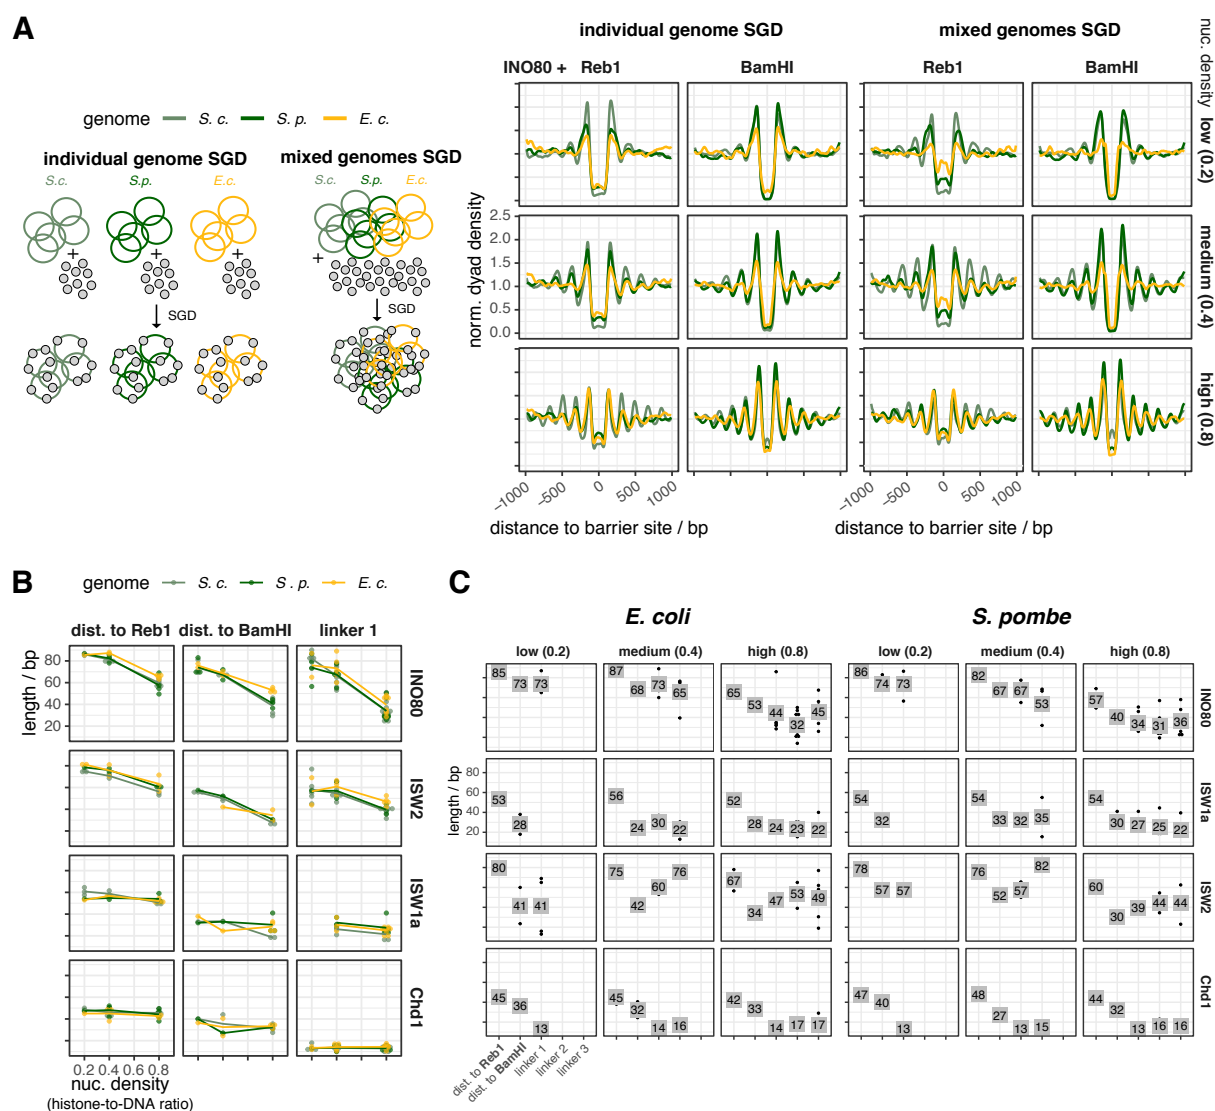 A
genome S. c. S. p. E. c.
individual genome SGD
S.c. S.p. E.c.
+ + +
SGD
mixed genomes SGD
S.c. S.p. E.c.
+
SGD
individual genome SGD mixed genomes SGD
INO80 + Reb1 BamHI Reb1 BamHI
nuc. density
low (0.2)
medium (0.4)
high (0.8)
norm. dyad density
2.5
2.0
1.5
1.0
0.5
0.0
−1000 −500 0 500 1000 −1000 −500 0 500 1000
distance to barrier site / bp distance to barrier site / bp
B
genome S. c. S . p. E. c.
dist. to Reb1 dist. to BamHI linker 1
length / bp
80
60
40
20
INO80
ISW2
ISW1a
Chd1
0.2 0.4 0.6 0.8
nuc. density
(histone-to-DNA ratio)
C
E. coli S. pombe
low (0.2) medium (0.4) high (0.8) low (0.2) medium (0.4) high (0.8)
85 73 73 87 68 73 65 65 53 44 32 45 86 74 73 82 67 67 53 57 40 34 31 36
INO80
length / bp
80
60
40
20
53 28 56 24 30 22 52 28 24 23 22 54 32 54 33 32 35 54 30 27 25 22
ISW1a
80 41 41 75 42 60 76 67 34 47 53 49 78 57 57 76 52 57 82 60 30 39 44 44
ISW2
45 36 13 45 32 14 16 42 33 14 17 17 47 40 13 48 27 13 15 44 32 13 16 16
Chd1
dist. to Reb1
dist. to BamHI
linker 1
linker 2
linker 3